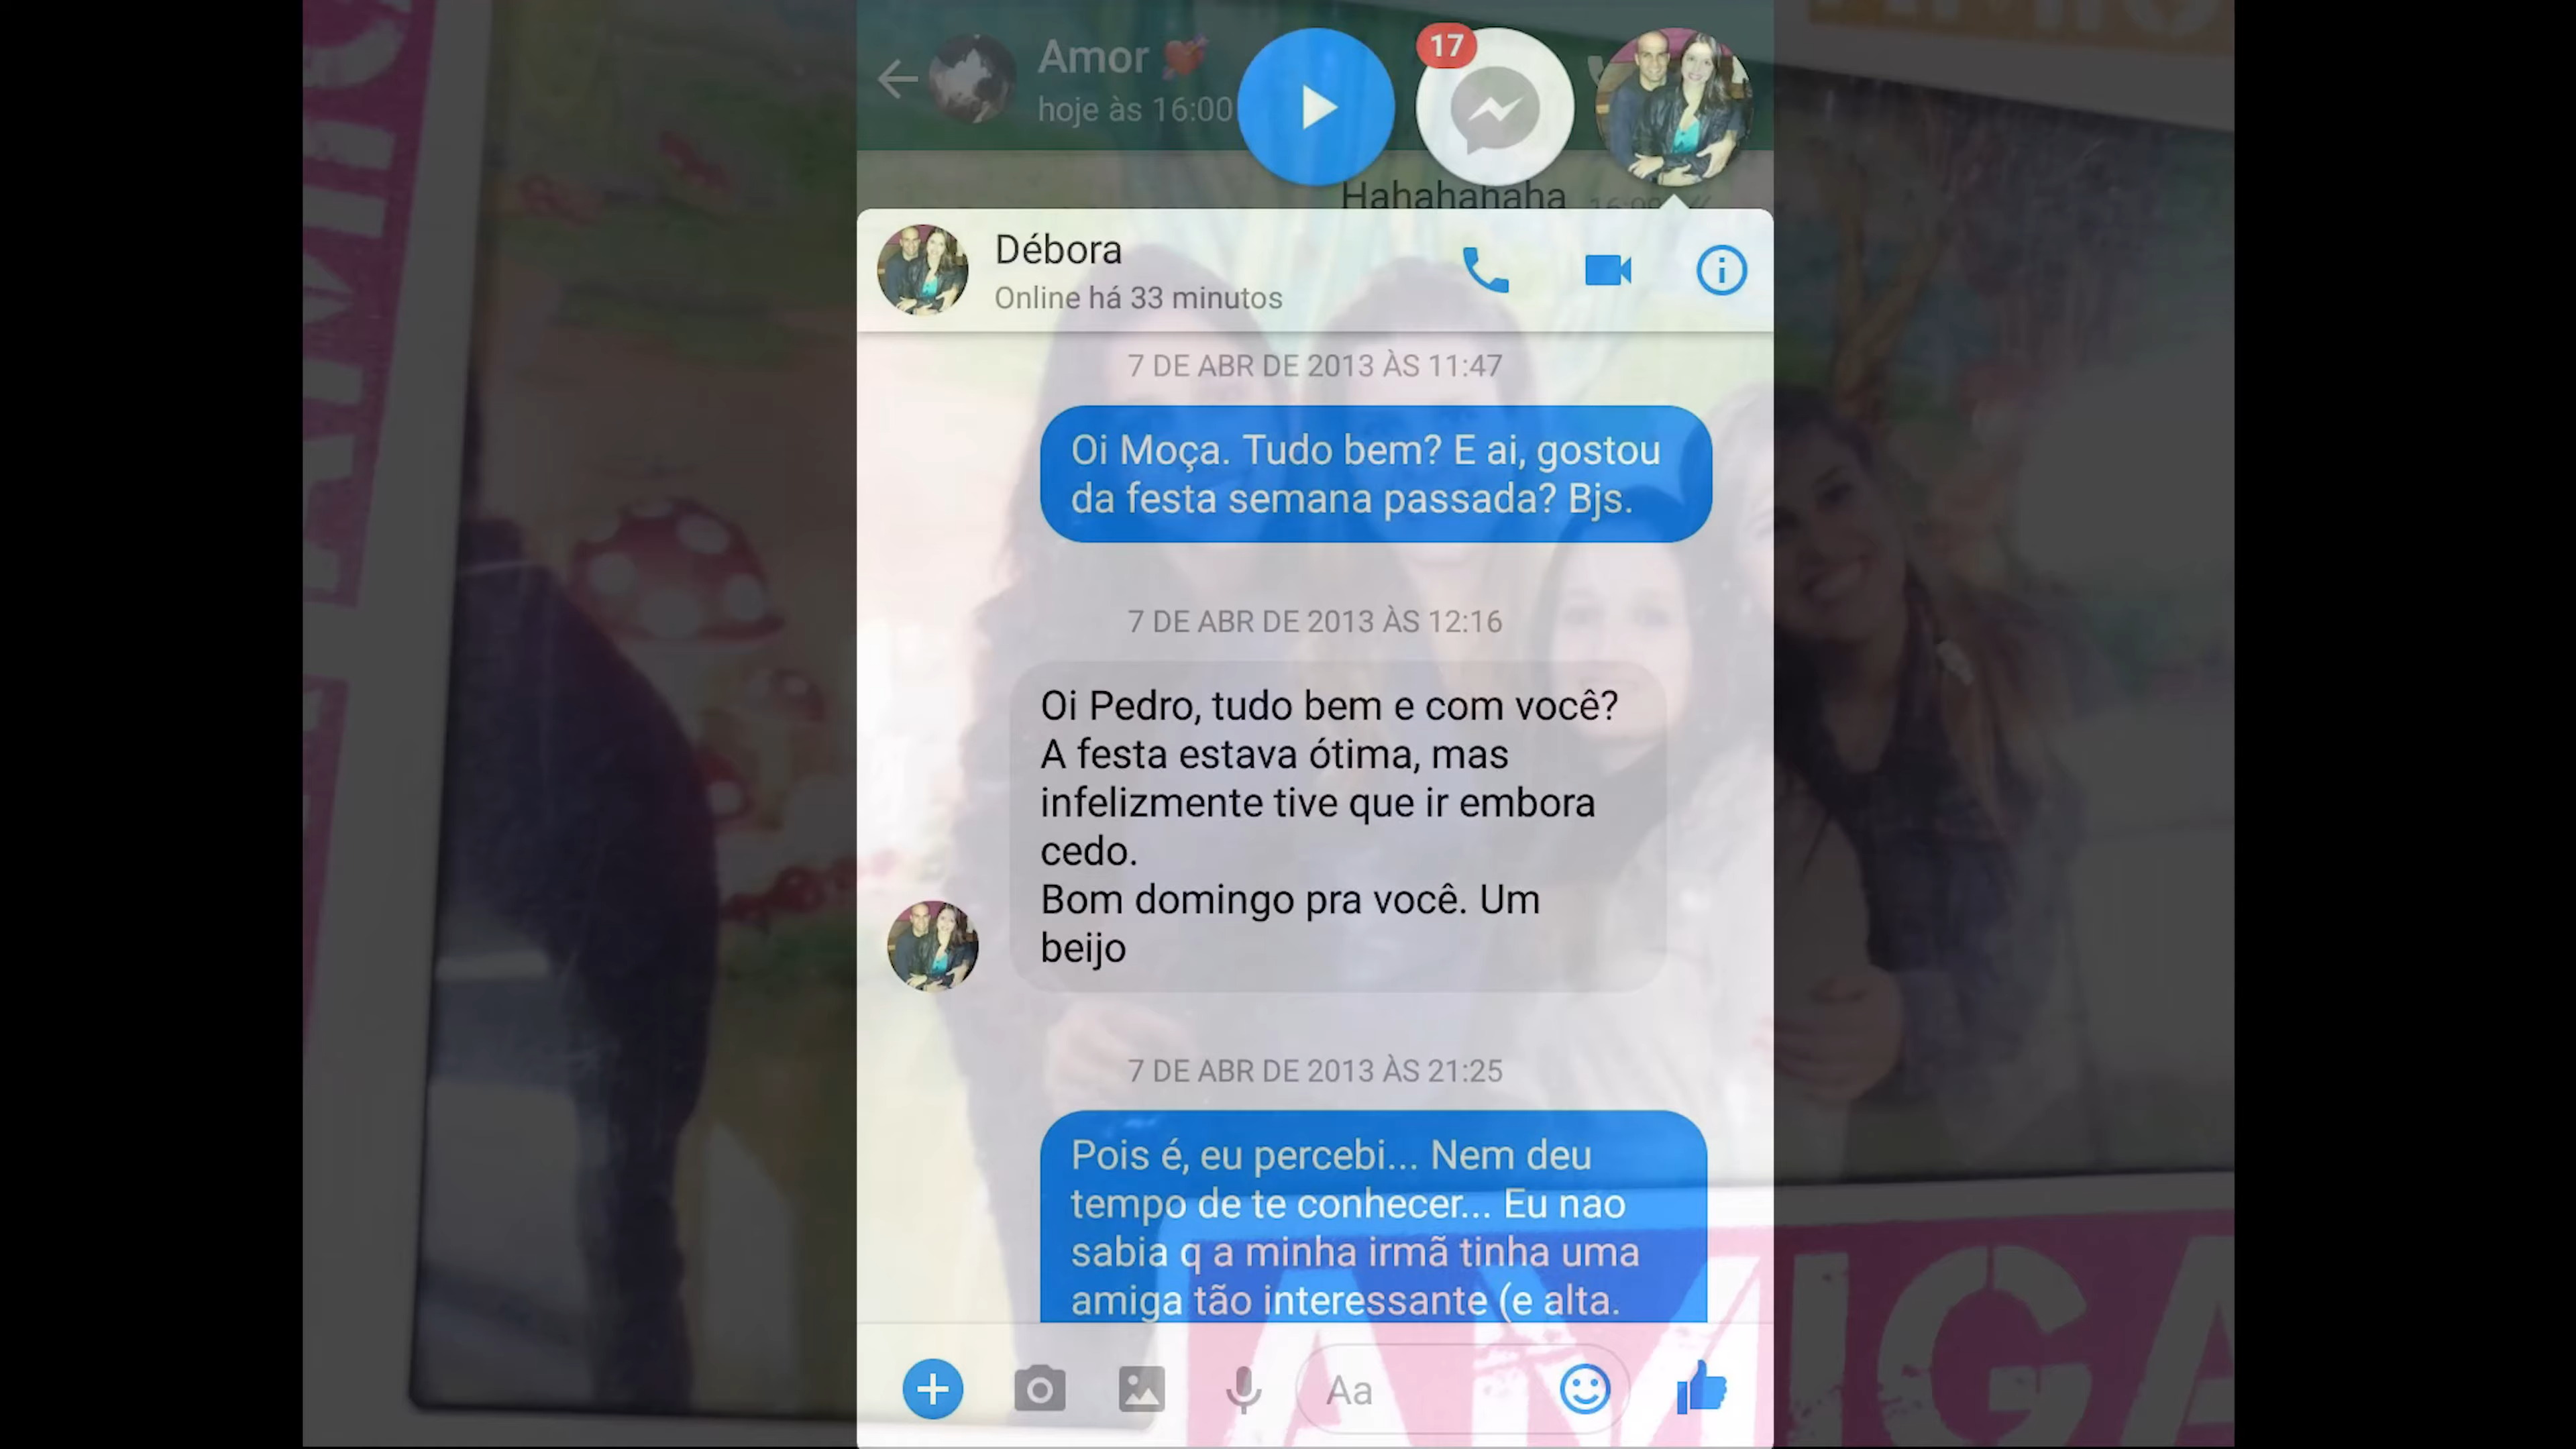 Amor
hoje às 16:00
17
Hahahahaha
Débora
Online há 33 minutos
7 DE ABR DE 2013 ÀS 11:47
Oi Moça. Tudo bem? E ai, gostou
da festa semana passada? Bjs.
7 DE ABR DE 2013 ÀS 12:16
Oi Pedro, tudo bem e com você?
A festa estava ótima, mas
infelizmente tive que ir embora
cedo.
Bom domingo pra você. Um
beijo
7 DE ABR DE 2013 ÀS 21:25
Pois é, eu percebi... Nem deu
tempo de te conhecer... Eu nao
sabia q a minha irmã tinha uma
amiga tão interessante (e alta.
Aa